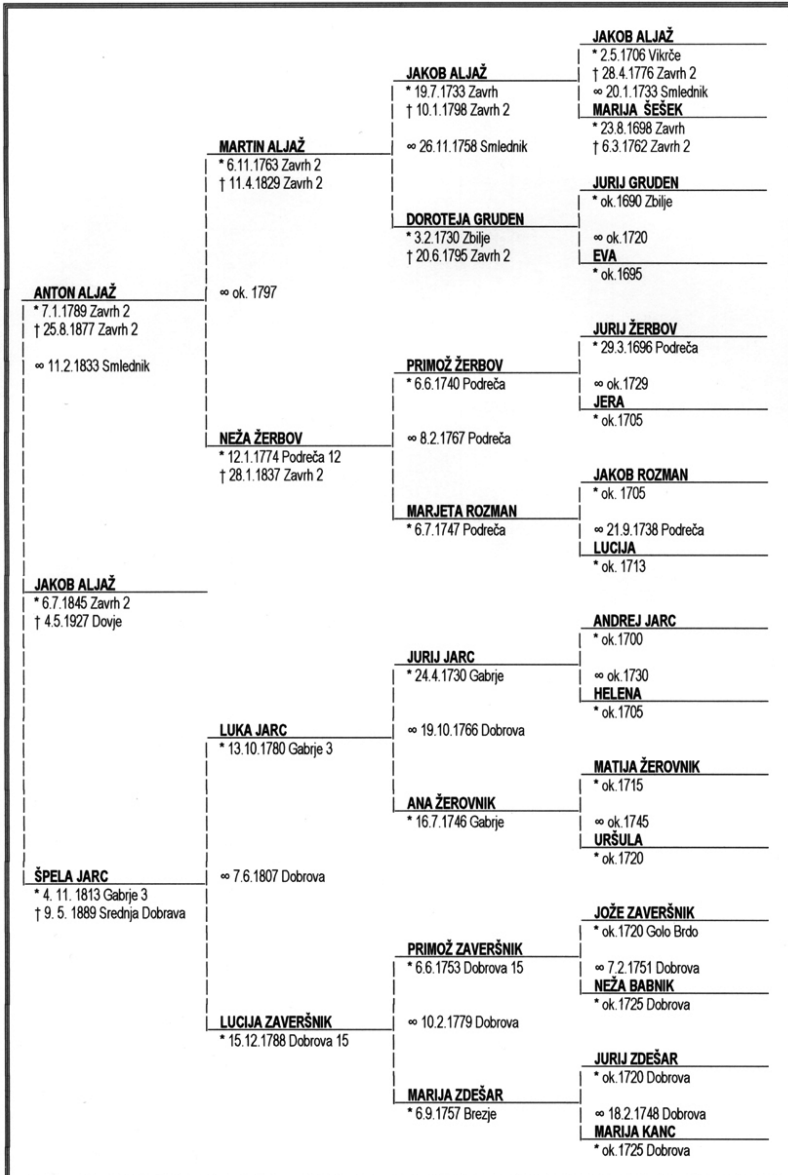 JAKOB ALJAŽ
* 2.5.1706 Vikrče
† 28.4.1776 Zavrh 2
∞ 20.1.1733 Smlednik
MARIJA ŠEŠEK
* 23.8.1698 Zavrh
† 6.3.1762 Zavrh 2
JAKOB ALJAŽ
* 19.7.1733 Zavrh
† 10.1.1798 Zavrh 2
∞ 26.11.1758 Smlednik
MARTIN ALJAŽ
* 6.11.1763 Zavrh 2
† 11.4.1829 Zavrh 2
JURIJ GRUDEN
* ok.1690 Zbilje
∞ ok.1720
EVA
* ok.1695
DOROTEJA GRUDEN
* 3.2.1730 Zbilje
† 20.6.1795 Zavrh 2
ANTON ALJAŽ
* 7.1.1789 Zavrh 2
† 25.8.1877 Zavrh 2
∞ 11.2.1833 Smlednik
∞ ok. 1797
JURIJ ŽERBOV
* 29.3.1696 Podreča
∞ ok.1729
JERA
* ok.1705
PRIMOŽ ŽERBOV
* 6.6.1740 Podreča
∞ 8.2.1767 Podreča
NEŽA ŽERBOV
* 12.1.1774 Podreča 12
† 28.1.1837 Zavrh 2
JAKOB ROZMAN
* ok. 1705
∞ 21.9.1738 Podreča
LUCIJA
* ok. 1713
MARJETA ROZMAN
* 6.7.1747 Podreča
JAKOB ALJAŽ
* 6.7.1845 Zavrh 2
† 4.5.1927 Dovje
ANDREJ JARC
* ok.1700
∞ ok.1730
HELENA
* ok.1705
JURIJ JARC
* 24.4.1730 Gabrje
∞ 19.10.1766 Dobrova
LUKA JARC
* 13.10.1780 Gabrje 3
MATIJA ŽEROVNIK
* ok.1715
∞ ok.1745
URŠULA
* ok.1720
ANA ŽEROVNIK
* 16.7.1746 Gabrje
ŠPELA JARC
* 4. 11. 1813 Gabrje 3
† 9. 5. 1889 Srednja Dobrava
∞ 7.6.1807 Dobrova
JOŽE ZAVERŠNIK
* ok.1720 Golo Brdo
∞ 7.2.1751 Dobrova
NEŽA BABNIK
* ok.1725 Dobrova
PRIMOŽ ZAVERŠNIK
* 6.6.1753 Dobrova 15
∞ 10.2.1779 Dobrova
LUCIJA ZAVERŠNIK
* 15.12.1788 Dobrova 15
JURIJ ZDEŠAR
* ok.1720 Dobrova
∞ 18.2.1748 Dobrova
MARIJA KANC
* ok.1725 Dobrova
MARIJA ZDEŠAR
* 6.9.1757 Brezje